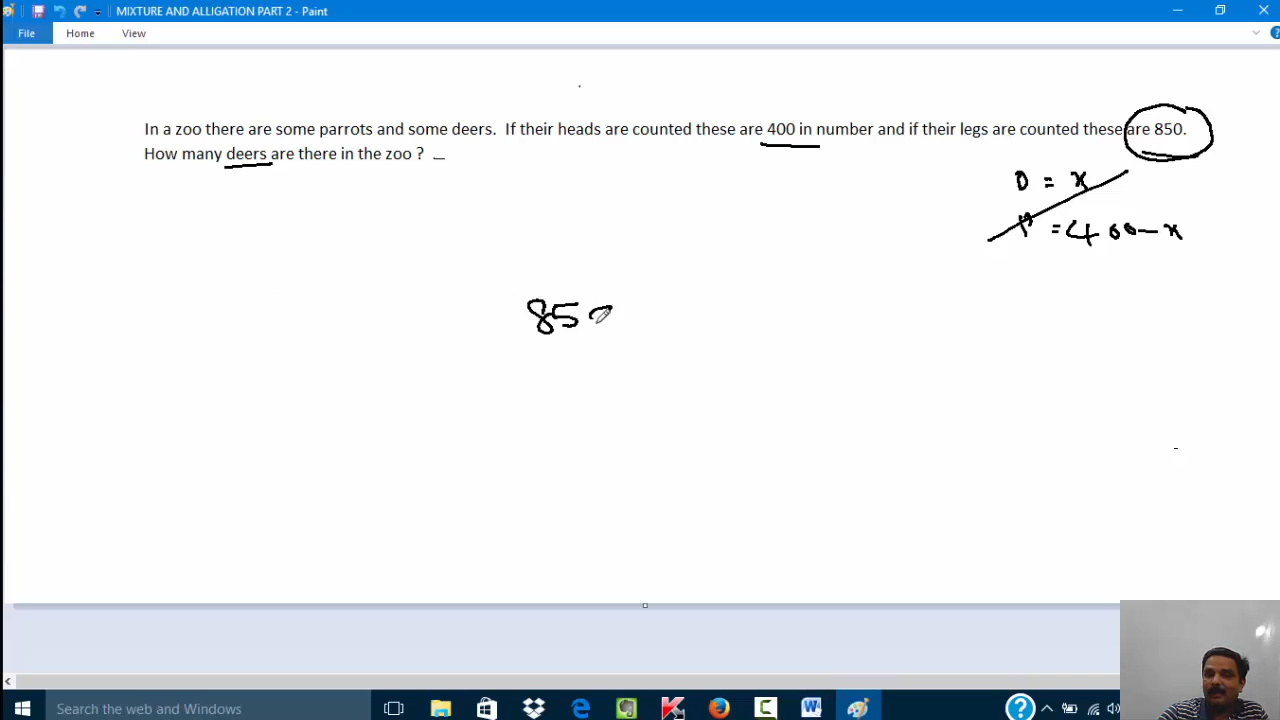 MIXTURE AND ALLIGATION PART 2 - Paint
File Home View
In a zoo there are some parrots and some deers. If their heads are counted these are 400 in number and if their legs are counted these are 850.
How many deers are there in the zoo ?
D = x
P = 400 - x
85
Search the web and Windows